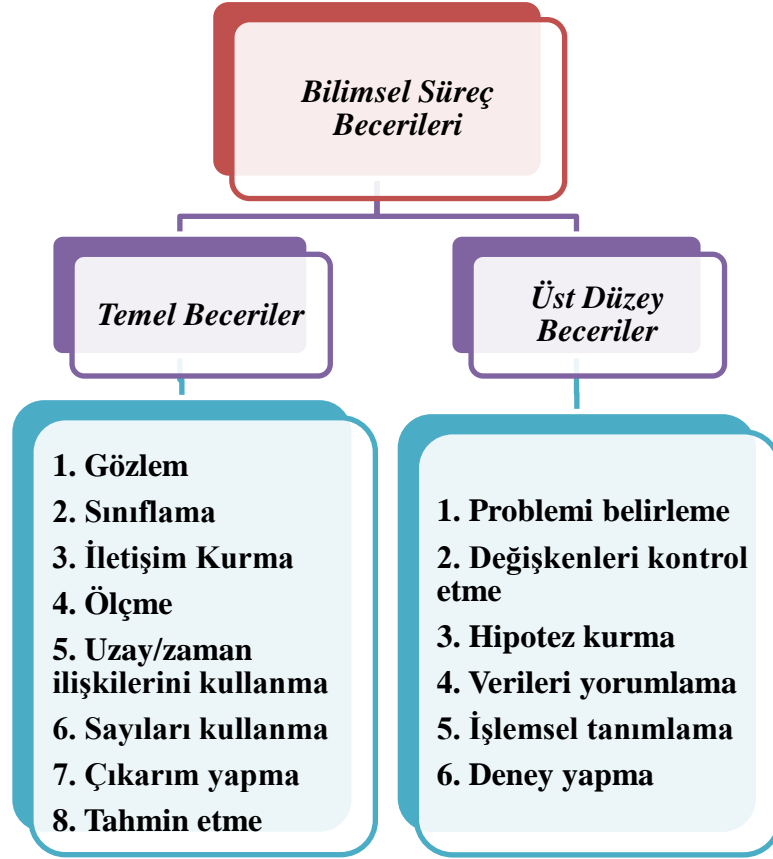 Bilimsel Süreç
Becerileri
Temel Beceriler
1. Gözlem
2. Sınıflama
3. İletişim Kurma
4. Ölçme
5. Uzay/zaman
ilişkilerini kullanma
6. Sayıları kullanma
7. Çıkarım yapma
8. Tahmin etme
Üst Düzey
Beceriler
1. Problemi belirleme
2. Değişkenleri kontrol
etme
3. Hipotez kurma
4. Verileri yorumlama
5. İşlemsel tanımlama
6. Deney yapma